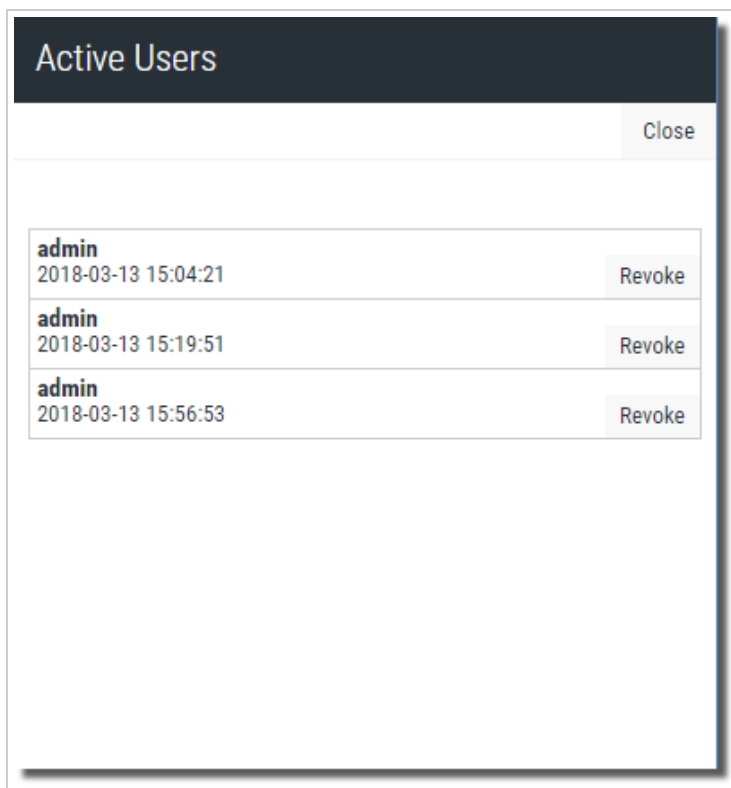 Active Users
Close
admin
2018-03-13 15:04:21
Revoke
admin
2018-03-13 15:19:51
Revoke
admin
2018-03-13 15:56:53
Revoke